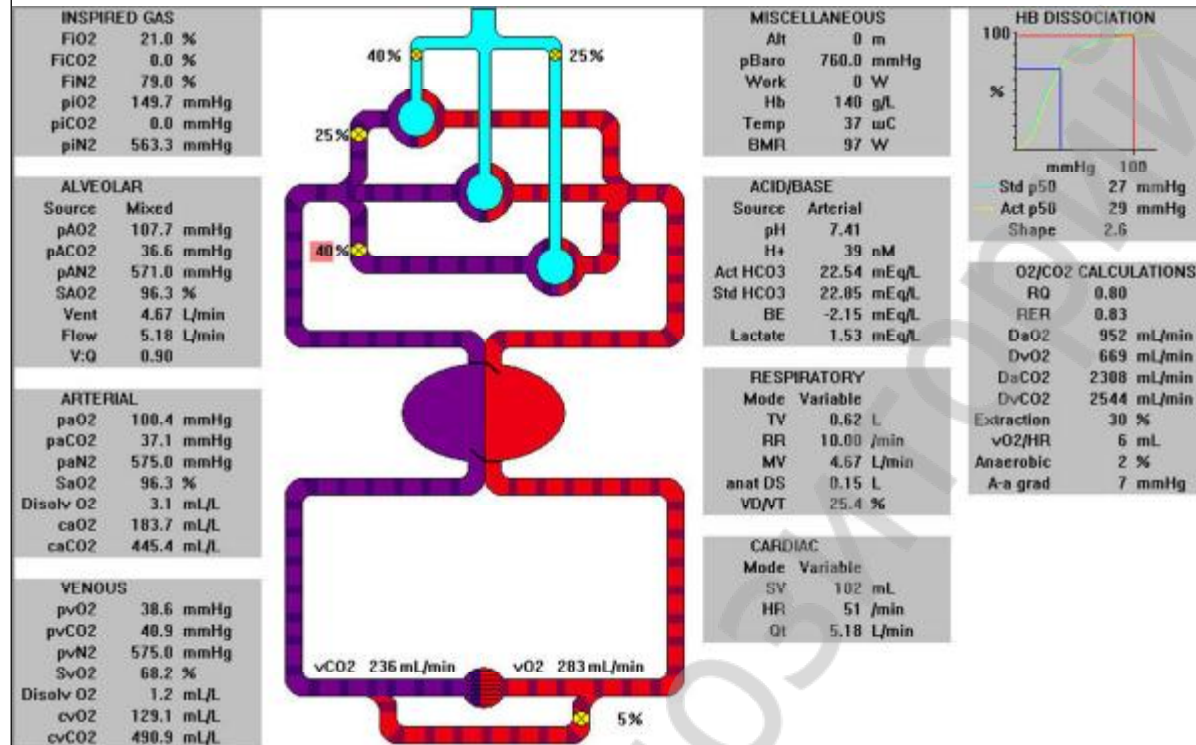 INSPIRED GAS
FiO2 21.0 %
FiCO2 0.0 %
FiN2 79.0 %
piO2 149.7 mmHg
piCO2 0.0 mmHg
piN2 563.3 mmHg
ALVEOLAR
Source Mixed
pAO2 107.7 mmHg
pACO2 36.6 mmHg
pAN2 571.0 mmHg
SAO2 96.3 %
Vent 4.67 L/min
Flow 5.18 L/min
V:Q 0.90
ARTERIAL
paO2 100.4 mmHg
paCO2 37.1 mmHg
paN2 575.0 mmHg
SaO2 96.3 %
Disolv O2 3.1 mL/L
caO2 183.7 mL/L
caCO2 445.4 mL/L
VENOUS
pvO2 38.6 mmHg
pvCO2 40.9 mmHg
pvN2 575.0 mmHg
SvO2 68.2 %
Disolv O2 1.2 mL/L
cvO2 129.1 mL/L
cvCO2 490.9 mL/L
40% 25%
25%
40%
vCO2 236 mL/min vO2 283 mL/min
5%
MISCELLANEOUS
Alt 0 m
pBaro 760.0 mmHg
Work 0 W
Hb 140 g/L
Temp 37 шC
BMR 97 W
ACID/BASE
Source Arterial
pH 7.41
H+ 39 nM
Act HCO3 22.54 mEq/L
Std HCO3 22.85 mEq/L
BE -2.15 mEq/L
Lactate 1.53 mEq/L
RESPIRATORY
Mode Variable
TV 0.62 L
RR 10.00 /min
MV 4.67 L/min
anat DS 0.15 L
VD/VT 25.4 %
CARDIAC
Mode Variable
SV 102 mL
HR 51 /min
Qt 5.18 L/min
HB DISSOCIATION
100
%
mmHg 100
Std p50 27 mmHg
Act p50 29 mmHg
Shape 2.6
O2/CO2 CALCULATIONS
RQ 0.80
RER 0.83
DaO2 952 mL/min
DvO2 669 mL/min
DaCO2 2308 mL/min
DvCO2 2544 mL/min
Extraction 30 %
vO2/HR 6 mL
Anaerobic 2 %
A-a grad 7 mmHg